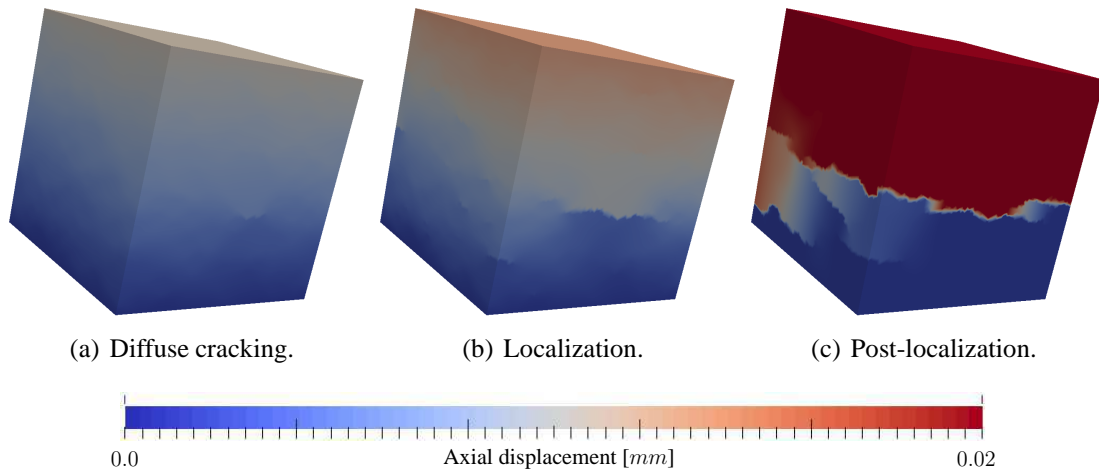 (a) Diffuse cracking.
(b) Localization.
(c) Post-localization.
0.0
Axial displacement [mm]
0.02